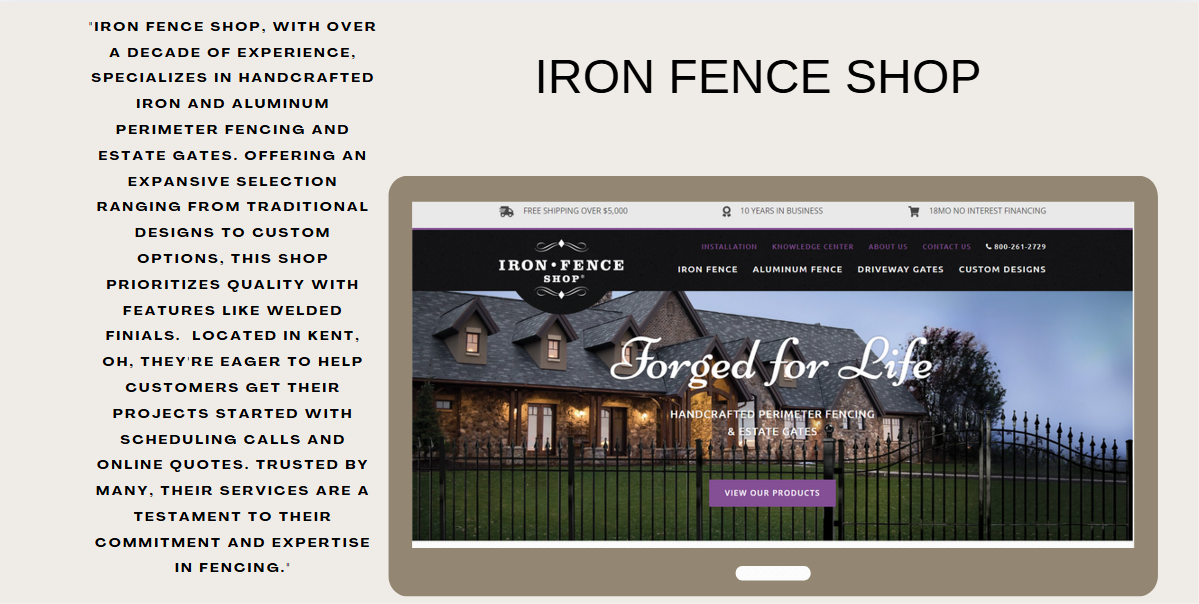 "IRON FENCE SHOP, WITH OVER
A DECADE OF EXPERIENCE,
SPECIALIZES IN HANDCRAFTED
IRON AND ALUMINUM
PERIMETER FENCING AND
ESTATE GATES. OFFERING AN
EXPANSIVE SELECTION
RANGING FROM TRADITIONAL
DESIGNS TO CUSTOM
OPTIONS, THIS SHOP
PRIORITIZES QUALITY WITH
FEATURES LIKE WELDED
FINIALS.  LOCATED IN KENT,
OH, THEY'RE EAGER TO HELP
CUSTOMERS GET THEIR
PROJECTS STARTED WITH
SCHEDULING CALLS AND
ONLINE QUOTES. TRUSTED BY
MANY, THEIR SERVICES ARE A
TESTAMENT TO THEIR
COMMITMENT AND EXPERTISE
IN FENCING."
IRON FENCE SHOP
FREE SHIPPING OVER $5,000
10 YEARS IN BUSINESS
18MO NO INTEREST FINANCING
INSTALLATION KNOWLEDGE CENTER ABOUT US CONTACT US 800-261-2729
IRON • FENCE
SHOP®
IRON FENCE ALUMINUM FENCE DRIVEWAY GATES CUSTOM DESIGNS
Forged for Life
HANDCRAFTED PERIMETER FENCING
& ESTATE GATES
VIEW OUR PRODUCTS